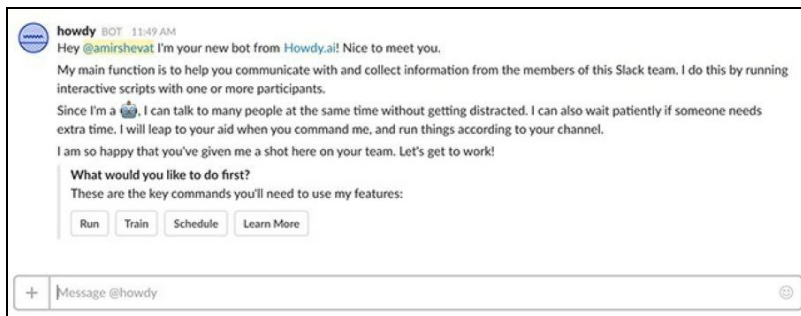 howdy BOT 11:49 AM
Hey @amirshevat I'm your new bot from Howdy.ai! Nice to meet you.
My main function is to help you communicate with and collect information from the members of this Slack team. I do this by running
interactive scripts with one or more participants.
Since I'm a 🤖, I can talk to many people at the same time without getting distracted. I can also wait patiently if someone needs
extra time. I will leap to your aid when you command me, and run things according to your channel.
I am so happy that you've given me a shot here on your team. Let's get to work!
What would you like to do first?
These are the key commands you'll need to use my features:
Run Train Schedule Learn More
Message @howdy